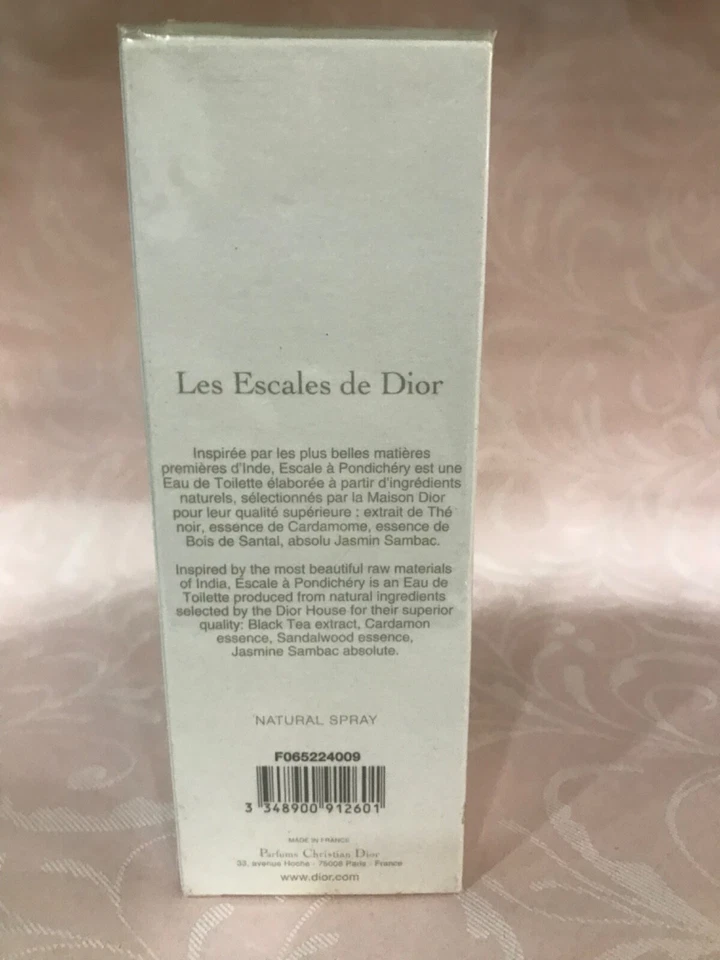 Les Escales de Dior
Inspirée par les plus belles matières
premières d'Inde, Escale à Pondichéry est une
Eau de Toilette élaborée à partir d'ingrédients
naturels, sélectionnés par la Maison Dior
pour leur qualité supérieure : extrait de Thé
noir, essence de Cardamome, essence de
Bois de Santal, absolu Jasmin Sambac.
Inspired by the most beautiful raw materials
of India, Escale à Pondichéry is an Eau de
Toilette produced from natural ingredients
selected by the Dior House for their superior
quality: Black Tea extract, Cardamon
essence, Sandalwood essence,
Jasmine Sambac absolute.
NATURAL SPRAY
F065224009
3 348900 912601
MADE IN FRANCE
Parfums Christian Dior
33, avenue Hoche - 75008 Paris - France
www.dior.com